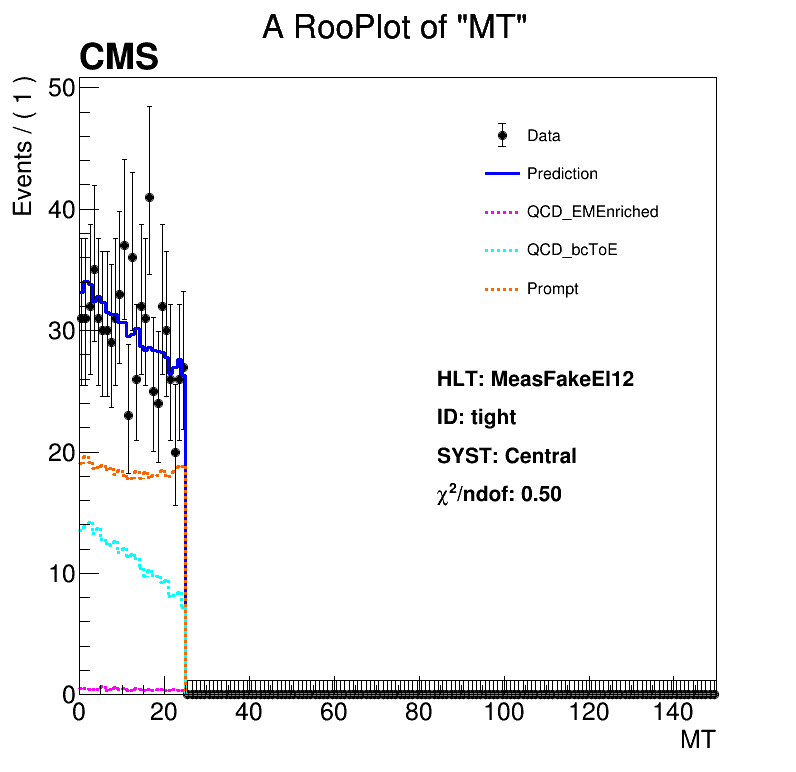 A RooPlot of "MT"
CMS
Events / ( 1 )
50
40
30
20
10
0
Data
Prediction
QCD_EMEnriched
QCD_bcToE
Prompt
HLT: MeasFakeEl12
ID: tight
SYST: Central
χ²/ndof: 0.50
0 20 40 60 80 100 120 140
MT